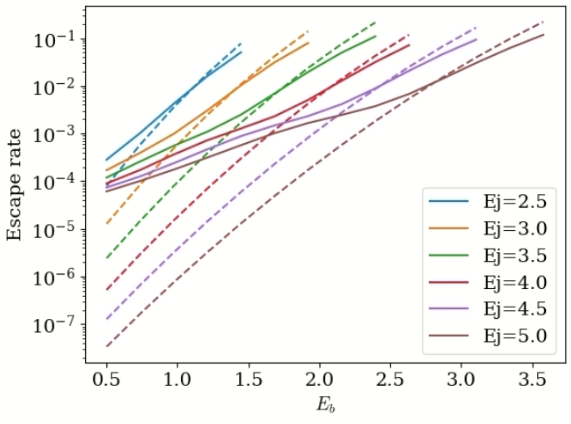 Escape rate
10⁻¹
10⁻²
10⁻³
10⁻⁴
10⁻⁵
10⁻⁶
10⁻⁷
Ej=2.5
Ej=3.0
Ej=3.5
Ej=4.0
Ej=4.5
Ej=5.0
0.5 1.0 1.5 2.0 2.5 3.0 3.5
E_b